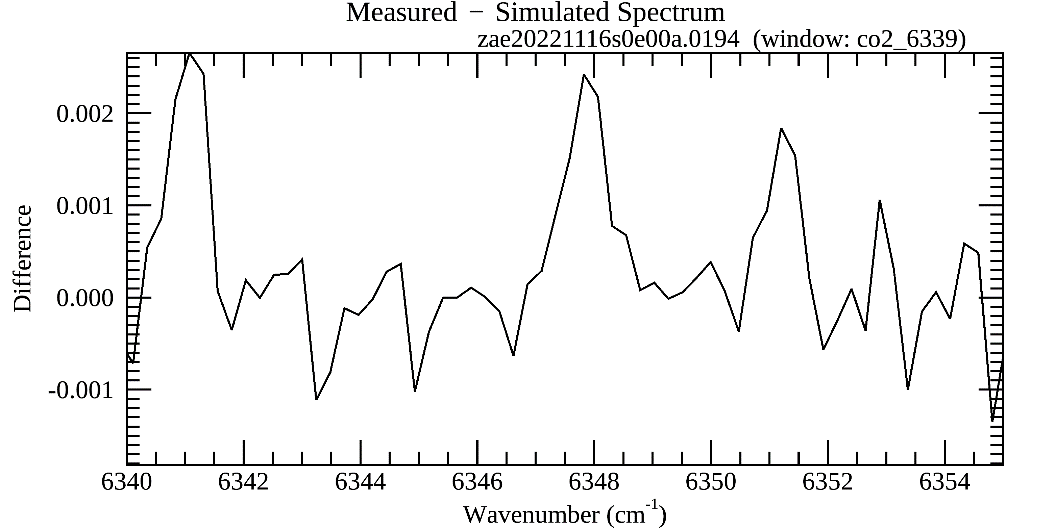 Measured − Simulated Spectrum
zae20221116s0e00a.0194 (window: co2_6339)
0.002
0.001
0.000
-0.001
Difference
6340 6342 6344 6346 6348 6350 6352 6354
Wavenumber (cm⁻¹)